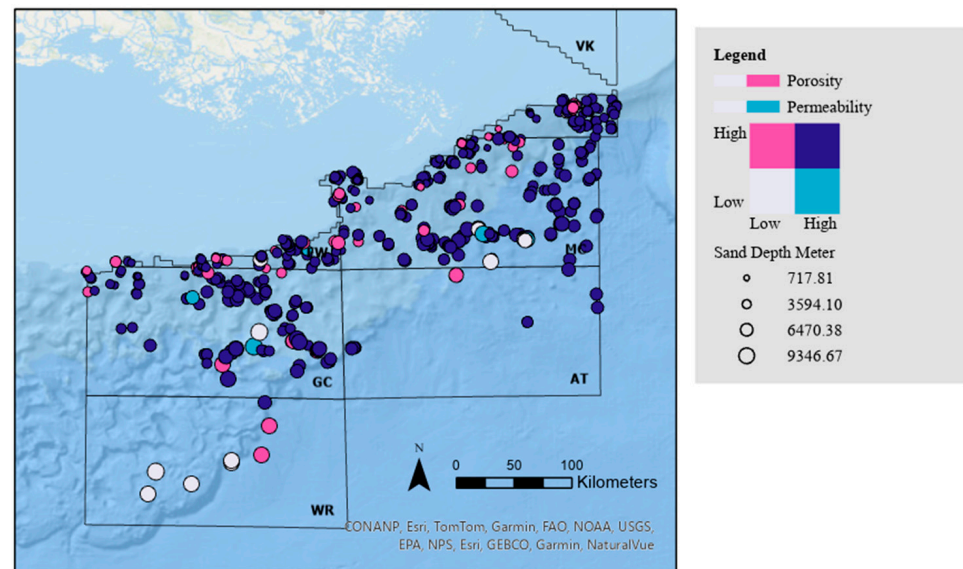 VK
EW
MC
GC
AT
WR
N
0 50 100
Kilometers
CONANP, Esri, TomTom, Garmin, FAO, NOAA, USGS,
EPA, NPS, Esri, GEBCO, Garmin, NaturalVue
Legend
Porosity
Permeability
High
Low
Low High
Sand Depth Meter
717.81
3594.10
6470.38
9346.67